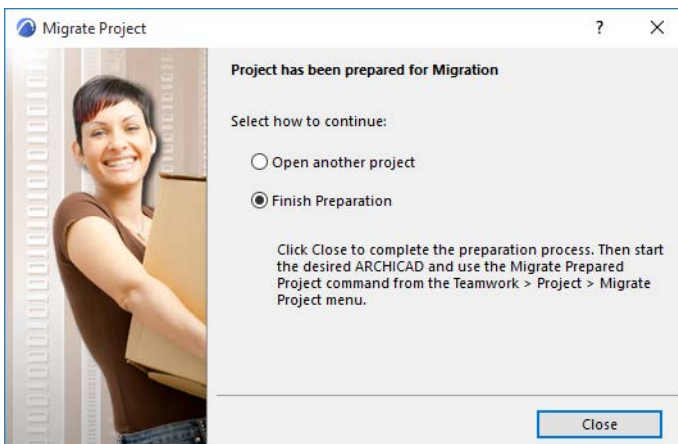 Migrate Project
Project has been prepared for Migration
Select how to continue:
Open another project
Finish Preparation
Click Close to complete the preparation process. Then start
the desired ARCHICAD and use the Migrate Prepared
Project command from the Teamwork > Project > Migrate
Project menu.
Close